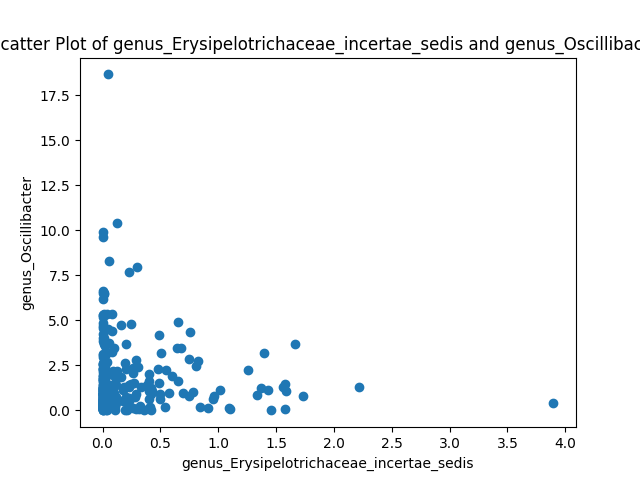 catter Plot of genus_Erysipelotrichaceae_incertae_sedis and genus_Oscillibac
17.5
15.0
12.5
10.0
7.5
5.0
2.5
0.0
genus_Oscillibacter
0.0 0.5 1.0 1.5 2.0 2.5 3.0 3.5 4.0
genus_Erysipelotrichaceae_incertae_sedis